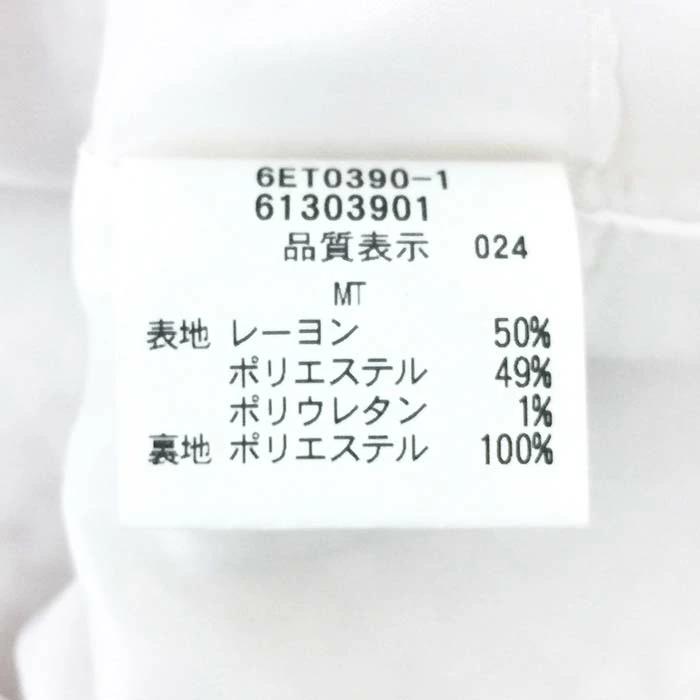 6ET0390-1
61303901
品質表示 024
MT
表地 レーヨン 50%
ポリエステル 49%
ポリウレタン 1%
裏地 ポリエステル 100%